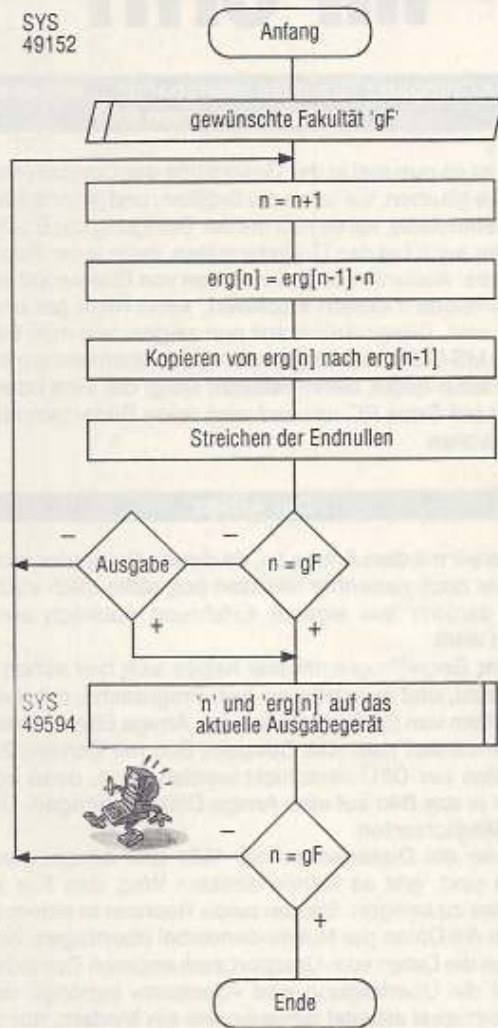 SYS
49152
Anfang
gewünschte Fakultät 'gF'
n = n+1
erg[n] = erg[n-1]•n
Kopieren von erg[n] nach erg[n-1]
Streichen der Endnullen
–
–
Ausgabe
n = gF
+
+
SYS
49594
'n' und 'erg[n]' auf das
aktuelle Ausgabegerät
–
n = gF
+
Ende